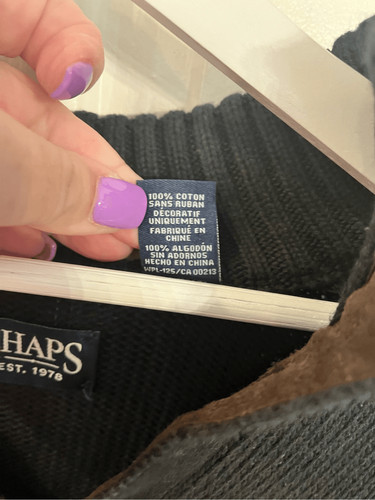 100% COTON
SANS RUBAN
DÉCORATIF
UNIQUEMENT
FABRIQUÉ EN
CHINE
100% ALGODÓN
SIN ADORNOS
HECHO EN CHINA
WPL-125/CA 00213
HAPS
EST. 1978